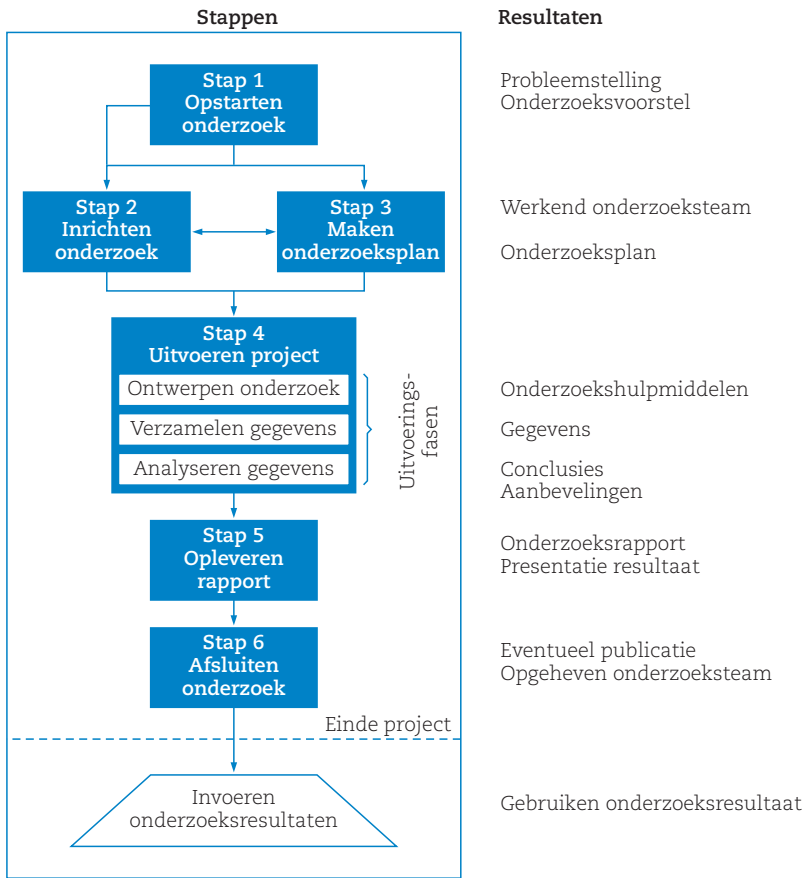 Stappen
Resultaten
Stap 1
Opstarten
onderzoek
Probleemstelling
Onderzoeksvoorstel
Stap 2
Inrichten
onderzoek
Stap 3
Maken
onderzoeksplan
Werkend onderzoeksteam
Onderzoeksplan
Stap 4
Uitvoeren project
Ontwerpen onderzoek
Verzamelen gegevens
Analyseren gegevens
Uitvoerings-
fasen
Onderzoekshulpmiddelen
Gegevens
Conclusies
Aanbevelingen
Stap 5
Opleveren
rapport
Onderzoeksrapport
Presentatie resultaat
Stap 6
Afsluiten
onderzoek
Eventueel publicatie
Opgeheven onderzoeksteam
Einde project
Invoeren
onderzoeksresultaten
Gebruiken onderzoeksresultaat